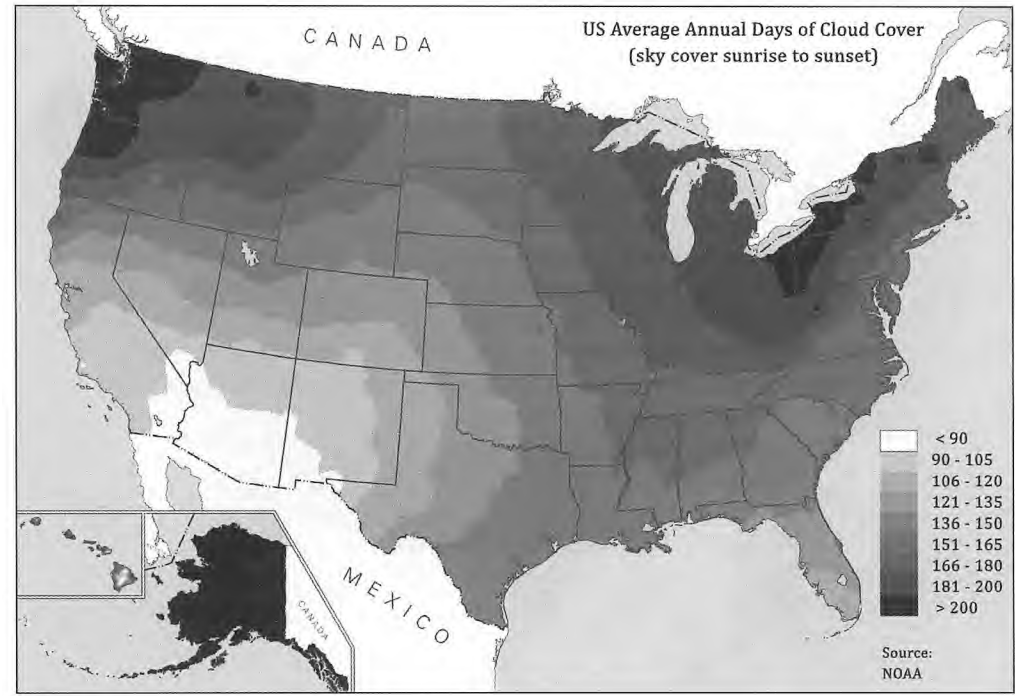 US Average Annual Days of Cloud Cover
(sky cover sunrise to sunset)
CANADA
< 90
90 - 105
106 - 120
121 - 135
136 - 150
151 - 165
166 - 180
181 - 200
> 200
MEXICO
CANADA
Source:
NOAA